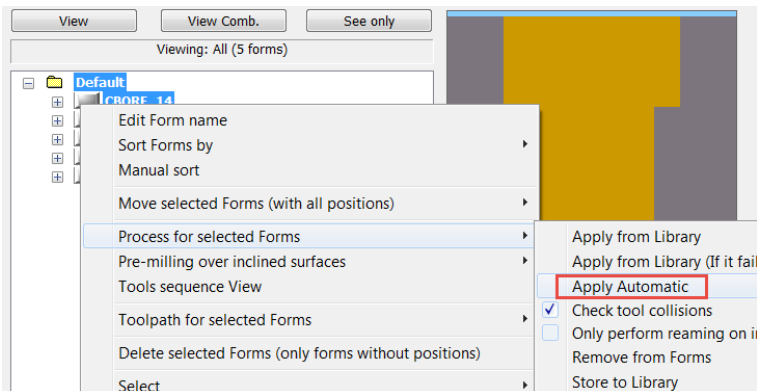 View
View Comb.
See only
Viewing: All (5 forms)
Default
CBORE_14
Edit Form name
Sort Forms by
Manual sort
Move selected Forms (with all positions)
Process for selected Forms
Apply from Library
Pre-milling over inclined surfaces
Apply from Library (If it fail
Tools sequence View
Apply Automatic
Toolpath for selected Forms
Check tool collisions
Only perform reaming on i
Delete selected Forms (only forms without positions)
Remove from Forms
Select
Store to Library